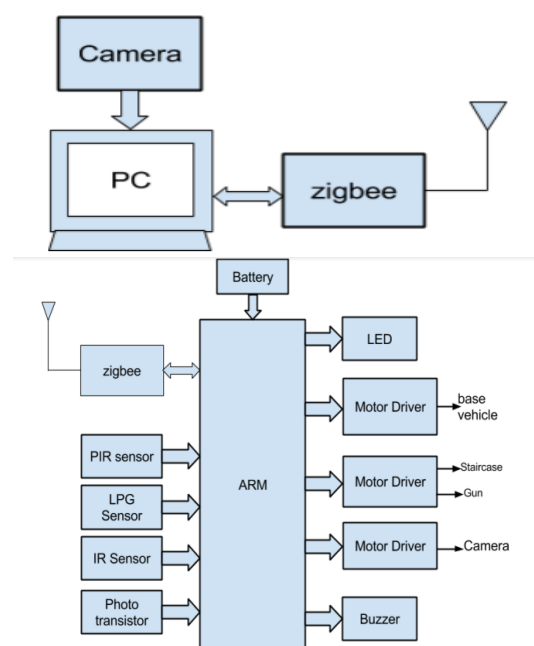 Camera
PC
zigbee
Battery
LED
zigbee
Motor Driver
base
vehicle
PIR sensor
ARM
Motor Driver
Staircase
Gun
LPG
Sensor
IR Sensor
Motor Driver
Camera
Photo
transistor
Buzzer